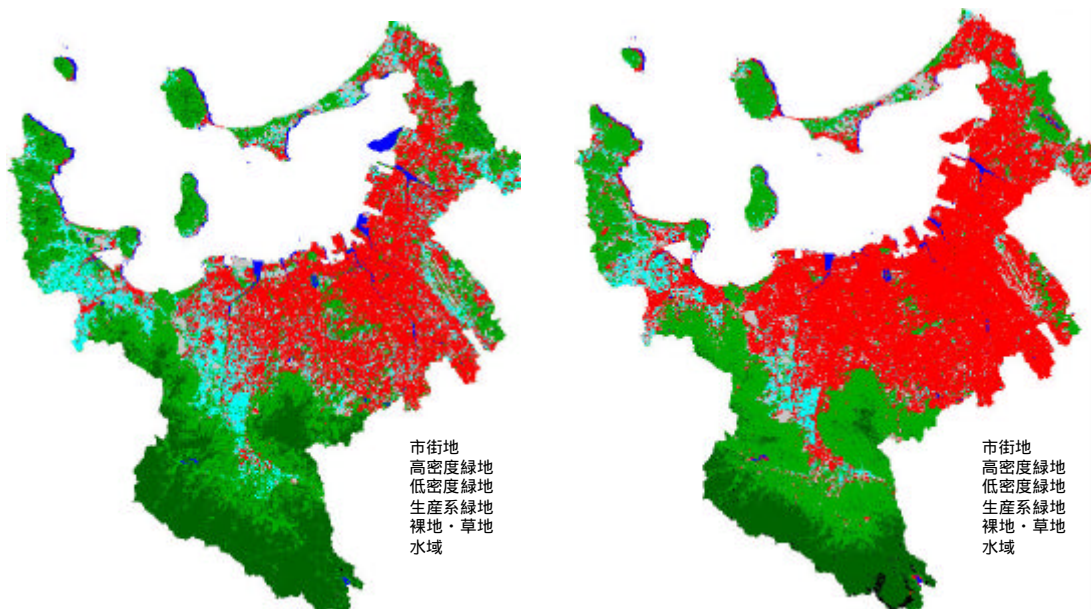 市街地
高密度緑地
低密度緑地
生産系緑地
裸地・草地
水域
市街地
高密度緑地
低密度緑地
生産系緑地
裸地・草地
水域